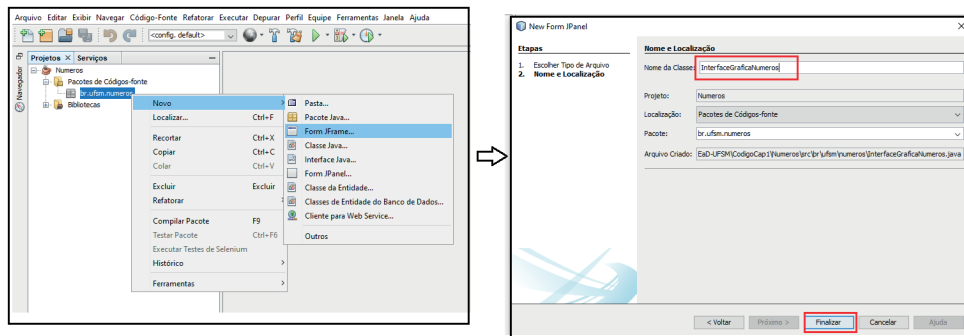 Arquivo Editar Exibir Navegar Código-Fonte Refatorar Executar Depurar Perfil Equipe Ferramentas Janela Ajuda
<config. default>
Projetos × Serviços
Navegador
Numeros
Pacotes de Códigos-fonte
br.ufsm.numeros
Bibliotecas
Novo
Localizar... Ctrl+F
Recortar Ctrl+X
Copiar Ctrl+C
Colar Ctrl+V
Excluir Excluir
Refatorar
Compilar Pacote F9
Testar Pacote Ctrl+F6
Executar Testes de Selenium
Histórico
Ferramentas
Pasta...
Pacote Java...
Form JFrame...
Classe Java...
Interface Java...
Form JPanel...
Classe da Entidade...
Classes de Entidade do Banco de Dados...
Cliente para Web Service...
Outros
New Form JPanel
Etapas
1. Escolher Tipo de Arquivo
2. Nome e Localização
Nome e Localização
Nome da Classe: InterfaceGraficaNumeros
Projeto: Numeros
Localização: Pacotes de Códigos-fonte
Pacote: br.ufsm.numeros
Arquivo Criado: EaD-UFSM\CodigoCap1\Numeros\src\br\ufsm\numeros\InterfaceGraficaNumeros.java
< Voltar Próximo > Finalizar Cancelar Ajuda